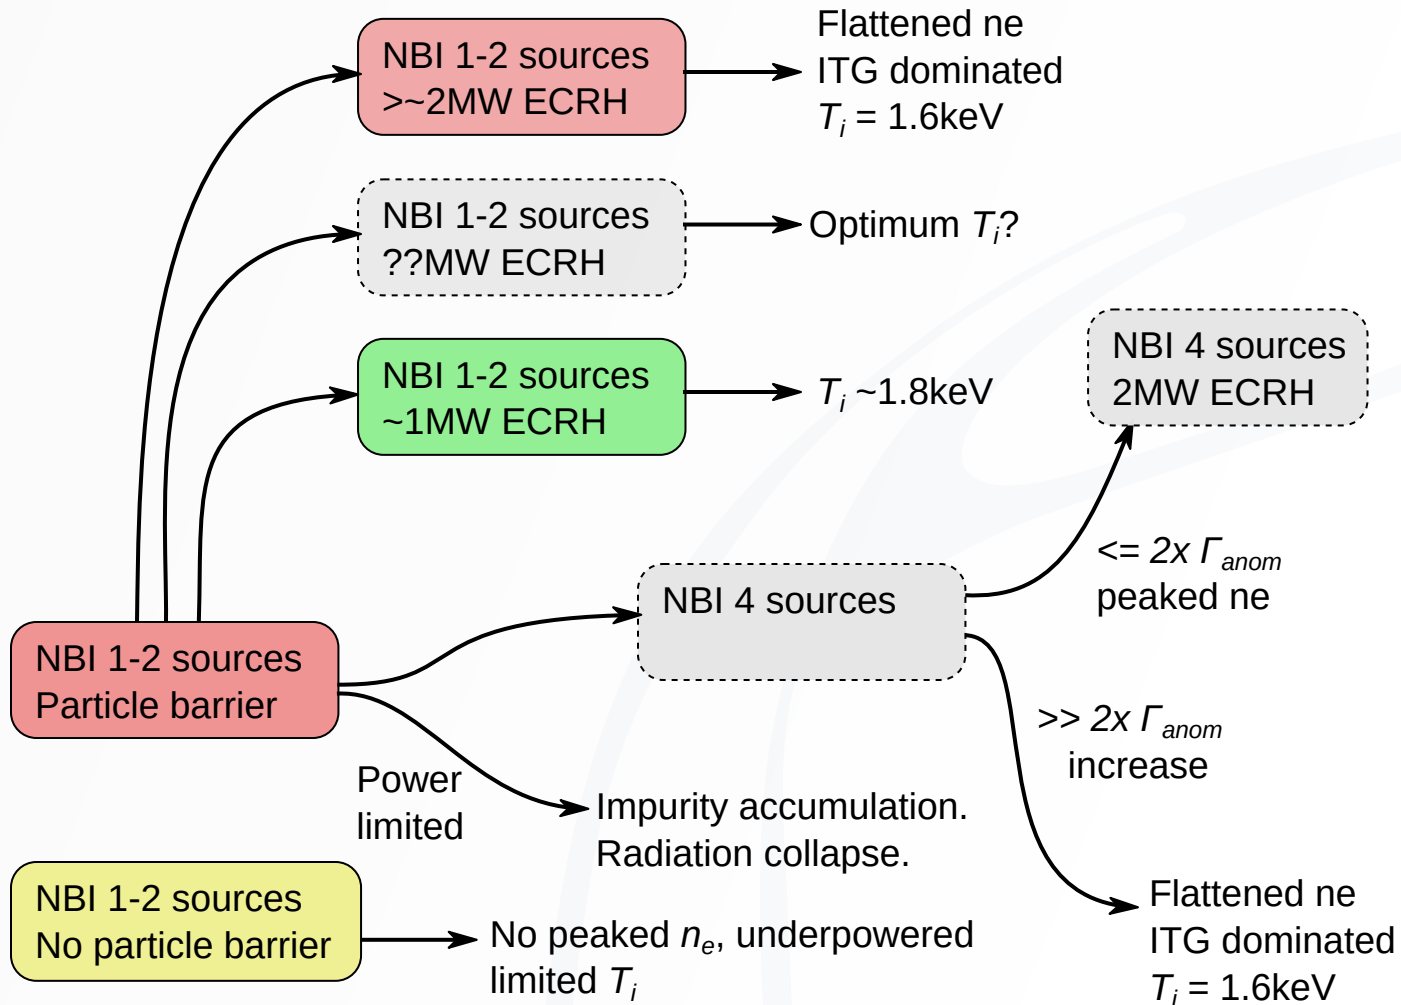 NBI 1-2 sources
>~2MW ECRH
Flattened ne
ITG dominated
Ti = 1.6keV
NBI 1-2 sources
??MW ECRH
Optimum Ti?
NBI 1-2 sources
~1MW ECRH
Ti ~1.8keV
NBI 4 sources
2MW ECRH
<= 2x Γanom
peaked ne
NBI 4 sources
NBI 1-2 sources
Particle barrier
>> 2x Γanom
increase
Power
limited
Impurity accumulation.
Radiation collapse.
NBI 1-2 sources
No particle barrier
No peaked ne, underpowered
limited Ti
Flattened ne
ITG dominated
Ti = 1.6keV